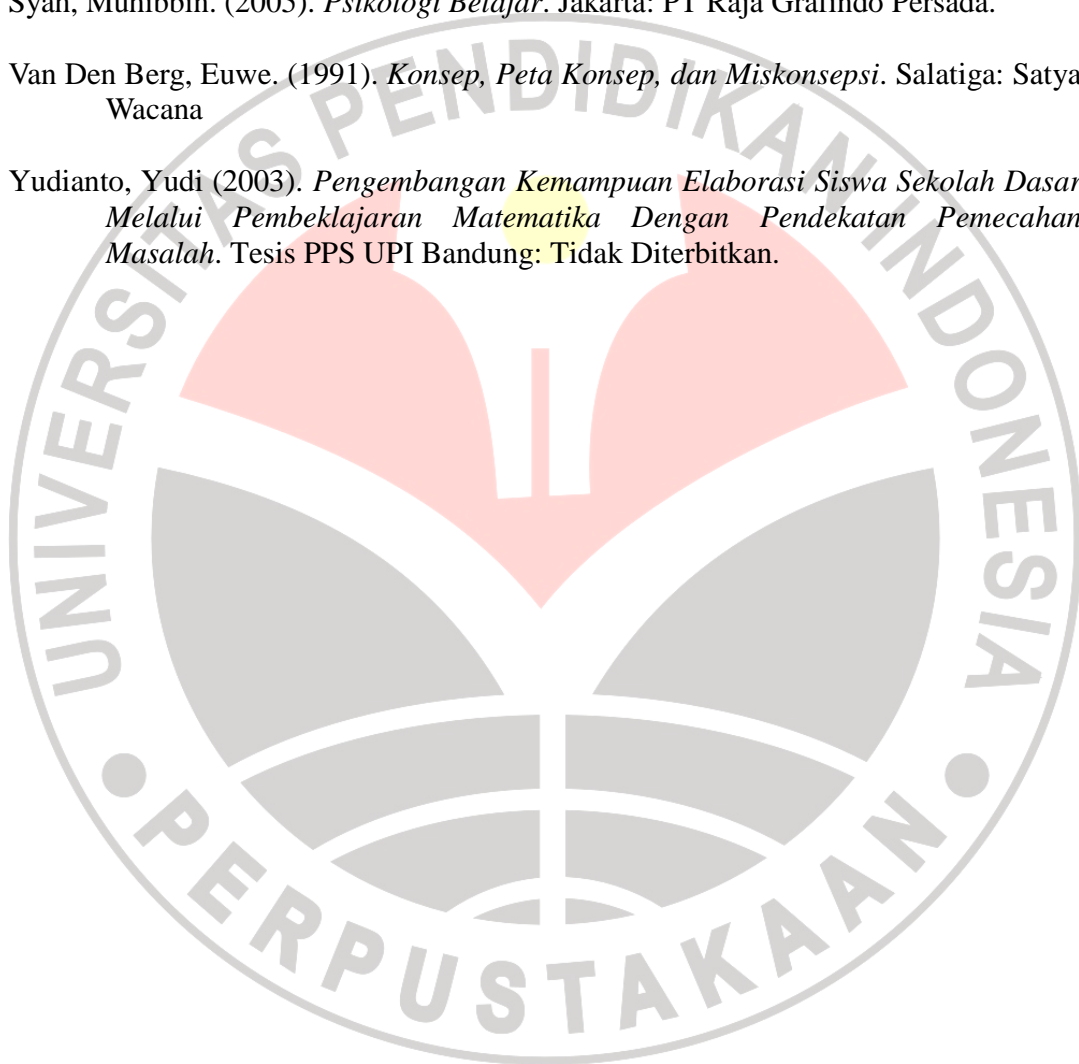 Syah, Muhibbin. (2005). Psikologi Belajar. Jakarta: PT Raja Grafindo Persada.
Van Den Berg, Euwe. (1991). Konsep, Peta Konsep, dan Miskonsepsi. Salatiga: Satya
Wacana
Yudianto, Yudi (2003). Pengembangan Kemampuan Elaborasi Siswa Sekolah Dasar
Melalui Pembeklajaran Matematika Dengan Pendekatan Pemecahan
Masalah. Tesis PPS UPI Bandung: Tidak Diterbitkan.
UNIVERSITAS PENDIDIKAN INDONESIA
PERPUSTAKAAN